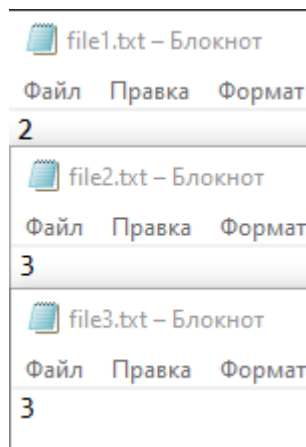 file1.txt – Блокнот
Файл Правка Формат
2
file2.txt – Блокнот
Файл Правка Формат
3
file3.txt – Блокнот
Файл Правка Формат
3